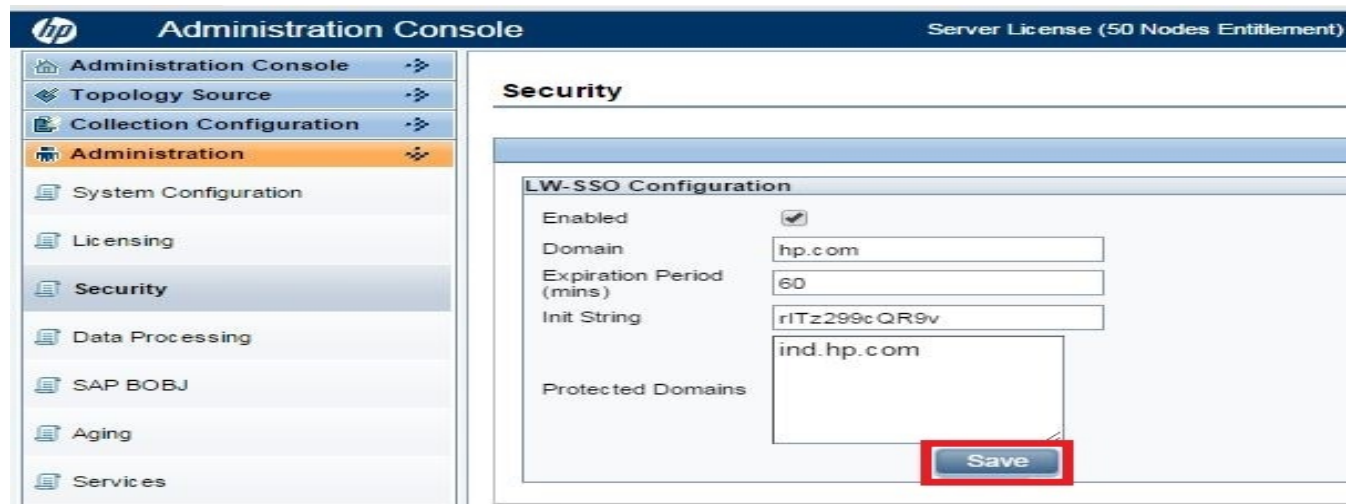 hp Administration Console Server License (50 Nodes Entitlement)
Administration Console
Topology Source
Collection Configuration
Administration
System Configuration
Licensing
Security
Data Processing
SAP BOBJ
Aging
Services
Security
LW-SSO Configuration
Enabled
Domain hp.com
Expiration Period
(mins) 60
Init String rITz299cQR9v
Protected Domains ind.hp.com
Save